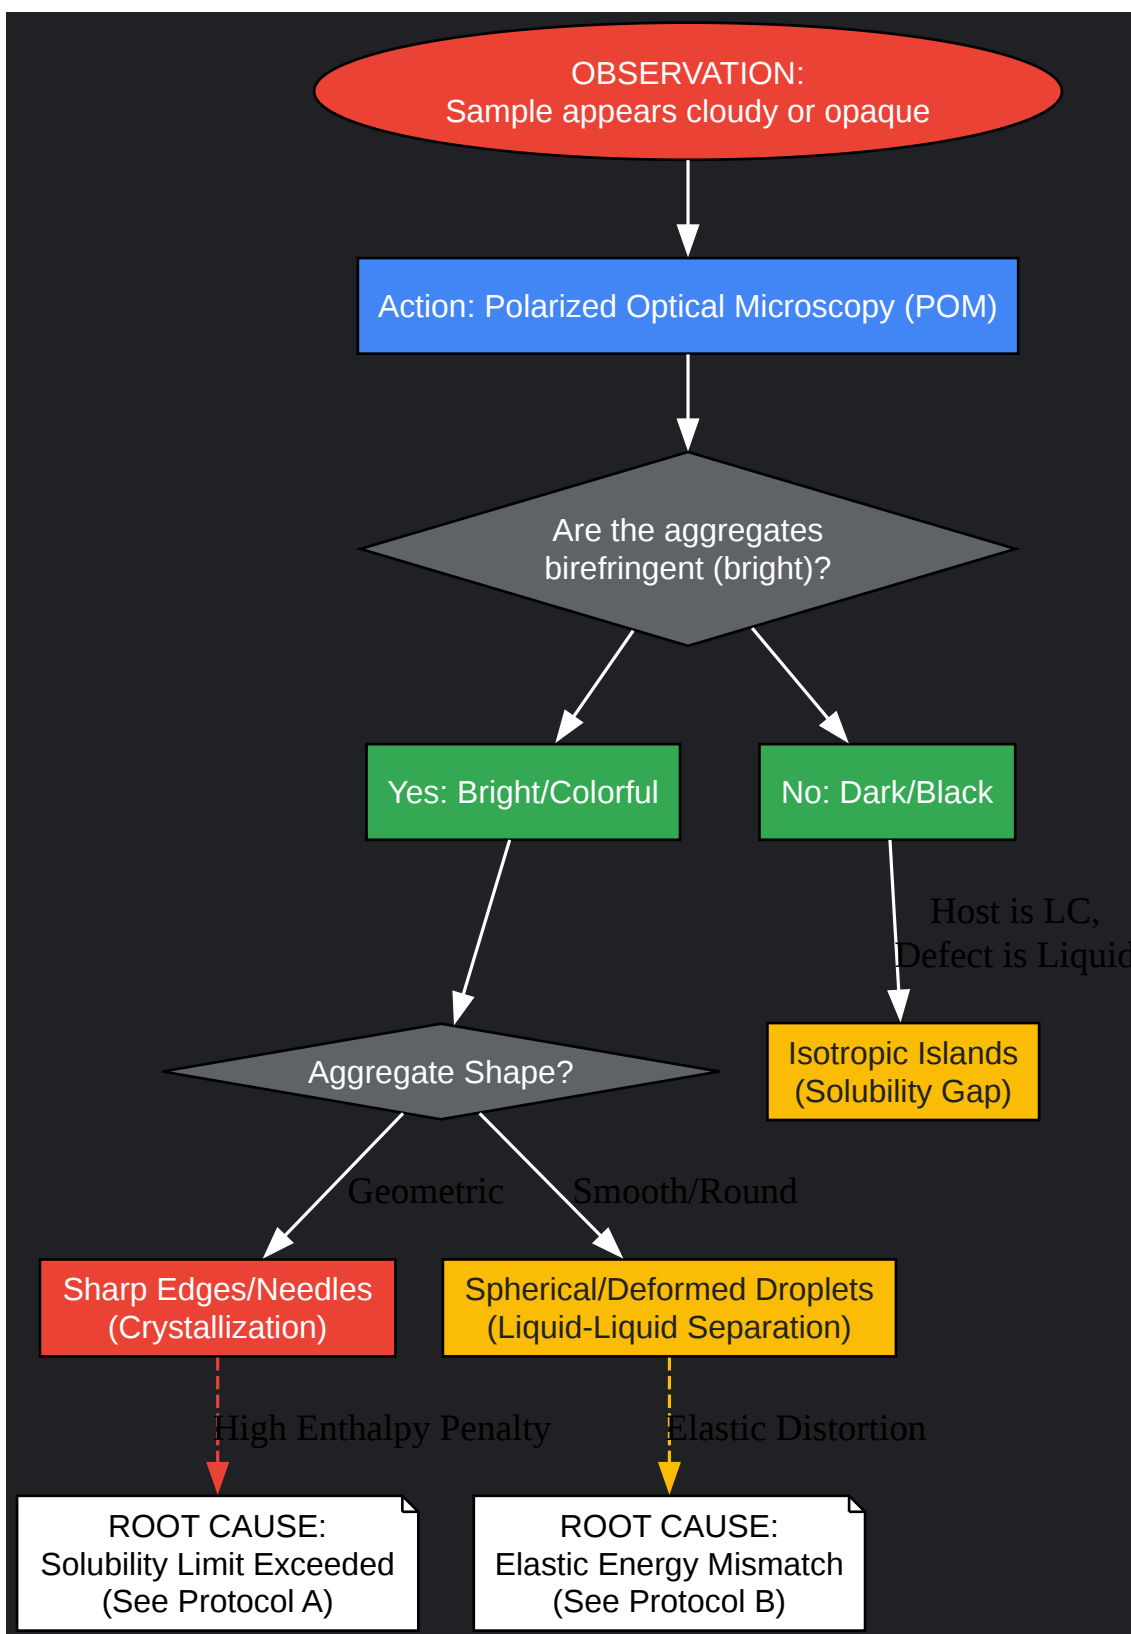 OBSERVATION:
Sample appears cloudy or opaque
Action: Polarized Optical Microscopy (POM)
Are the aggregates
birefringent (bright)?
Yes: Bright/Colorful
No: Dark/Black
Host is LC,
Defect is Liquid
Aggregate Shape?
Isotropic Islands
(Solubility Gap)
Geometric
Smooth/Round
Sharp Edges/Needles
(Crystallization)
Spherical/Deformed Droplets
(Liquid-Liquid Separation)
High Enthalpy Penalty
Elastic Distortion
ROOT CAUSE:
Solubility Limit Exceeded
(See Protocol A)
ROOT CAUSE:
Elastic Energy Mismatch
(See Protocol B)